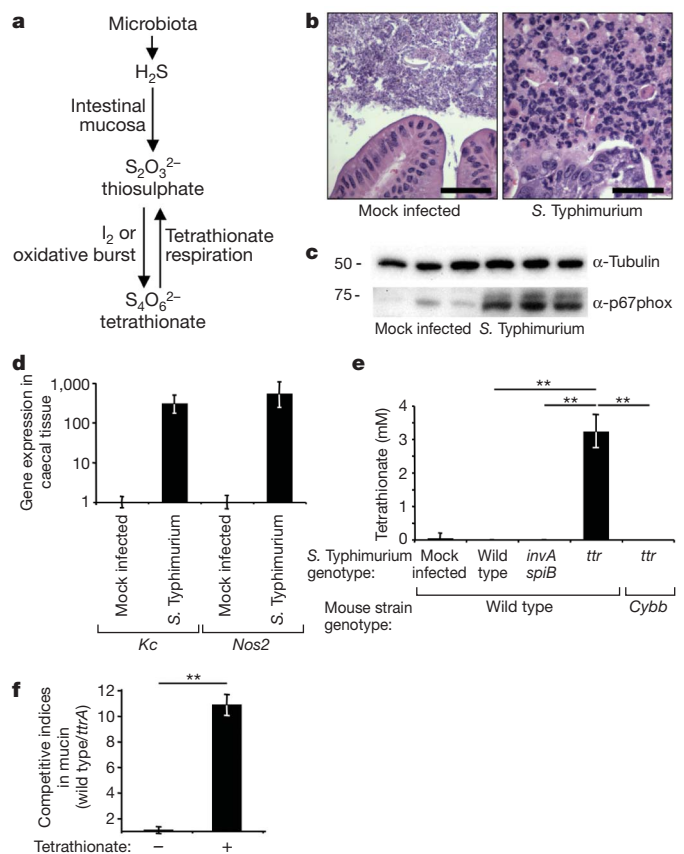 a
Microbiota
H2S
Intestinal
mucosa
S2O3 2–
thiosulphate
I2 or
oxidative burst
Tetrathionate
respiration
S4O6 2–
tetrathionate
b
Mock infected
S. Typhimurium
c
50 -
α-Tubulin
75 -
α-p67phox
Mock infected S. Typhimurium
d
Gene expression in
caecal tissue
1,000
100
10
1
Mock infected
S. Typhimurium
Mock infected
S. Typhimurium
Kc
Nos2
e
Tetrathionate (mM)
4
3
2
1
0
**
**
**
S. Typhimurium
genotype:
Mock
infected
Wild
type
invA
spiB
ttr
ttr
Mouse strain
genotype:
Wild type
Cybb
f
Competitive indices
in mucin
(wild type/ttrA)
12
10
8
6
4
2
**
Tetrathionate: – +